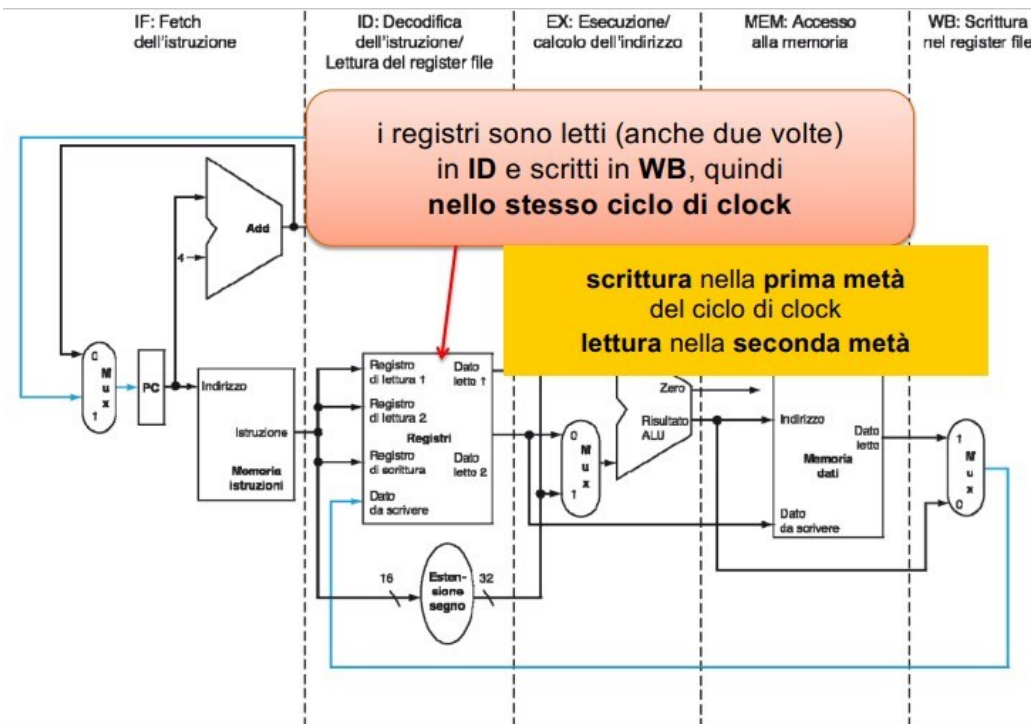 IF: Fetch
dell'istruzione
ID: Decodifica
dell'istruzione/
Lettura del register file
EX: Esecuzione/
calcolo dell'indirizzo
MEM: Accesso
alla memoria
WB: Scrittura
nel register file
i registri sono letti (anche due volte)
in ID e scritti in WB, quindi
nello stesso ciclo di clock
scrittura nella prima metà
del ciclo di clock
lettura nella seconda metà
Add
4
0
M
u
x
1
PC
Indirizzo
Istruzione
Memoria
istruzioni
Registro
di lettura 1
Registro
di lettura 2
Registro
di scrittura
Dato
da scrivere
Registri
Dato
letto 1
Dato
letto 2
16
Esten-
sione
segno
32
0
M
u
x
1
Zero
Risultato
ALU
Indirizzo
Dato
letto
Memoria
dati
Dato
da scrivere
1
M
u
x
0